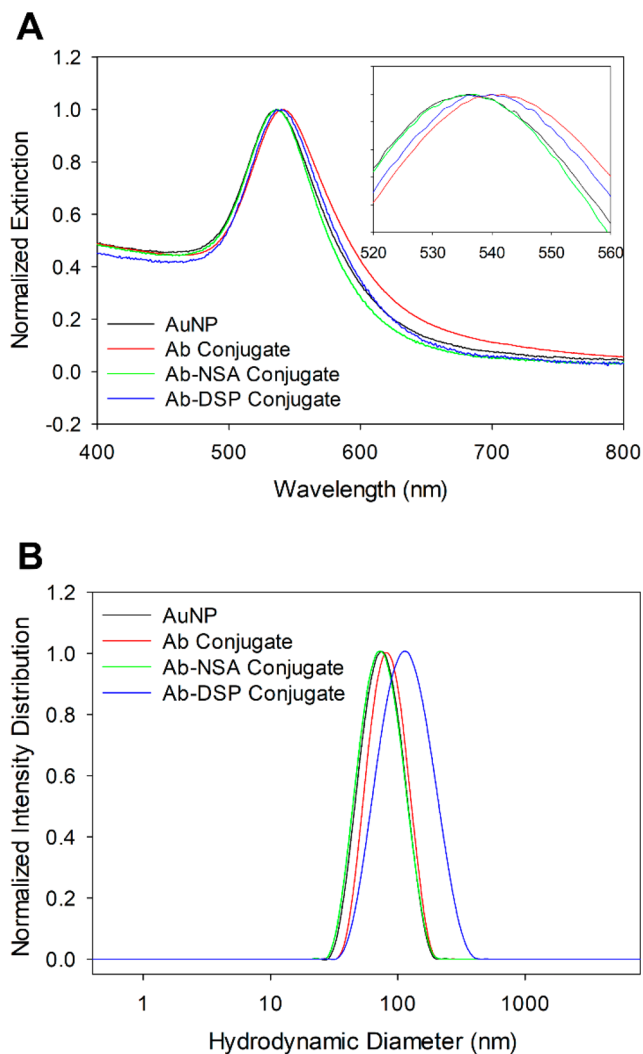 A
Normalized Extinction
1.2
1.0
0.8
0.6
0.4
0.2
0.0
-0.2
520 530 540 550 560
AuNP
Ab Conjugate
Ab-NSA Conjugate
Ab-DSP Conjugate
400 500 600 700 800
Wavelength (nm)
B
Normalized Intensity Distribution
1.2
1.0
0.8
0.6
0.4
0.2
0.0
AuNP
Ab Conjugate
Ab-NSA Conjugate
Ab-DSP Conjugate
1 10 100 1000
Hydrodynamic Diameter (nm)